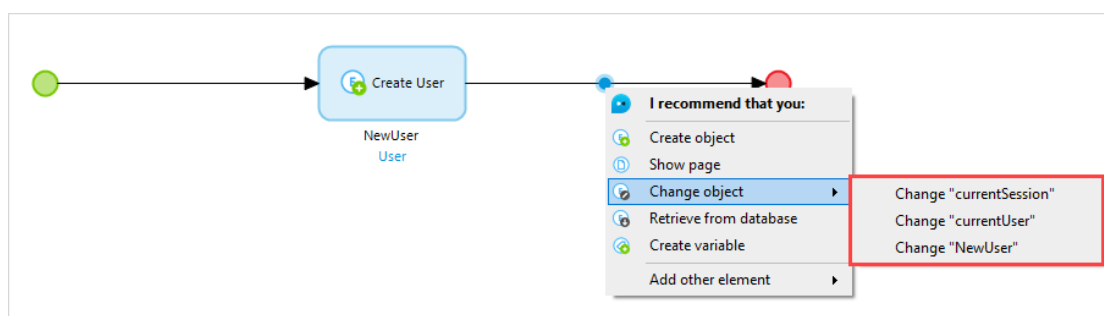 Create User
NewUser
User
I recommend that you:
Create object
Show page
Change object
Retrieve from database
Create variable
Add other element
Change "currentSession"
Change "currentUser"
Change "NewUser"